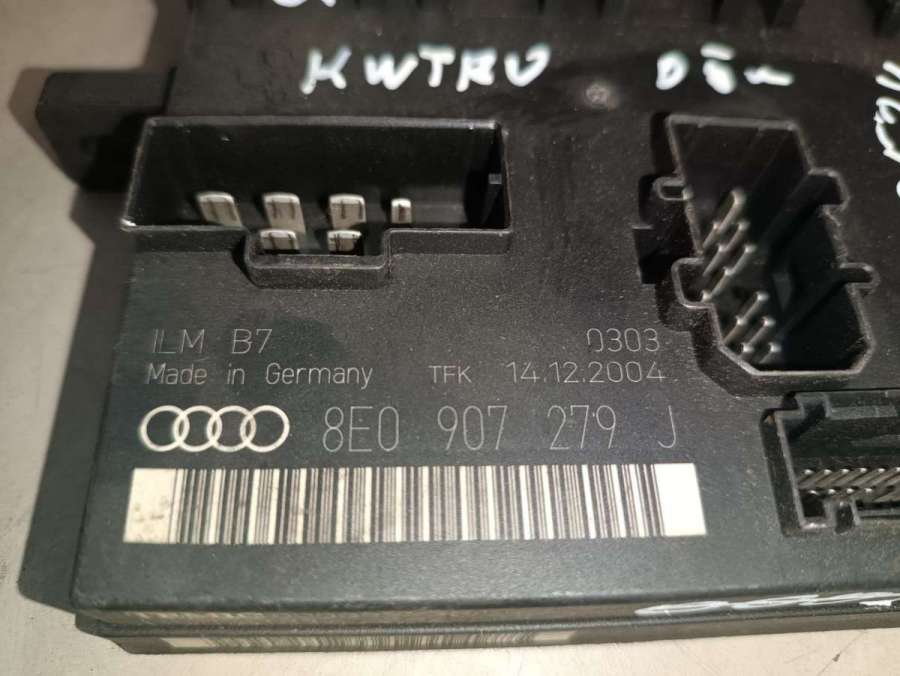 KWTRU
ILM B7 0303
Made in Germany TFK 14.12.2004
8E0 907 279 J